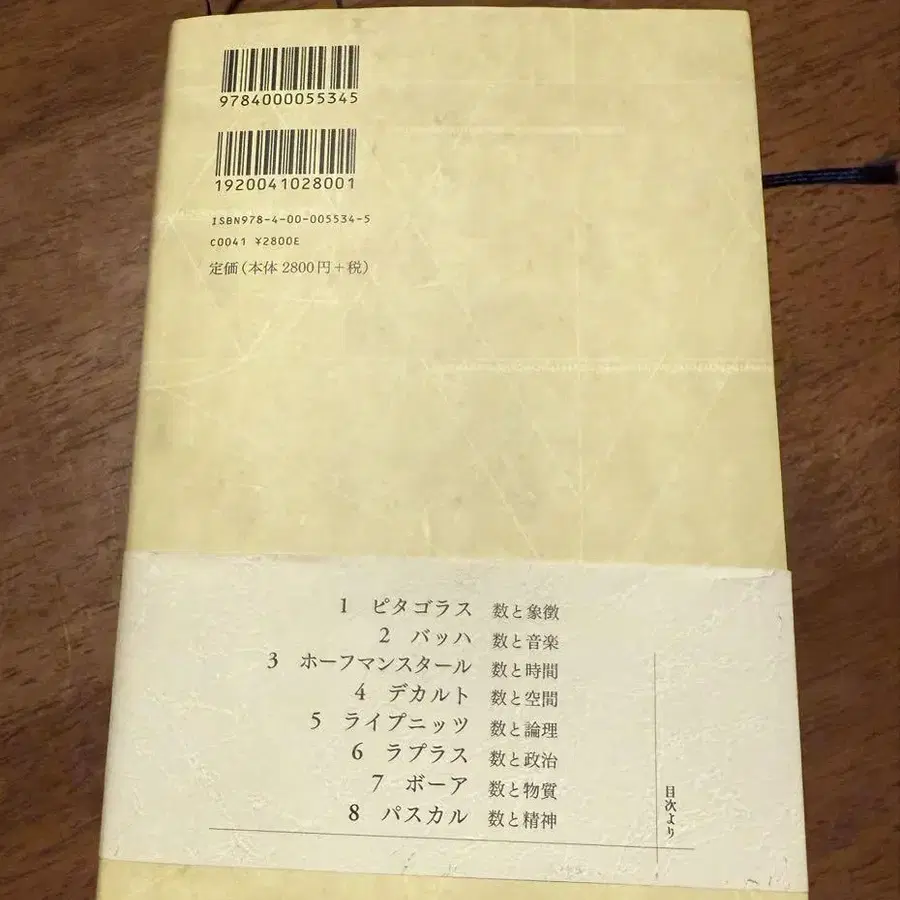 9784000055345
1920041028001
ISBN978-4-00-005534-5
C0041 ¥2800E
定価(本体 2800円+税)
1 ピタゴラス 数と象徴
2 バッハ 数と音楽
3 ホーフマンスタール 数と時間
4 デカルト 数と空間
5 ライプニッツ 数と論理
6 ラプラス 数と政治
7 ボーア 数と物質
8 パスカル 数と精神
目次より